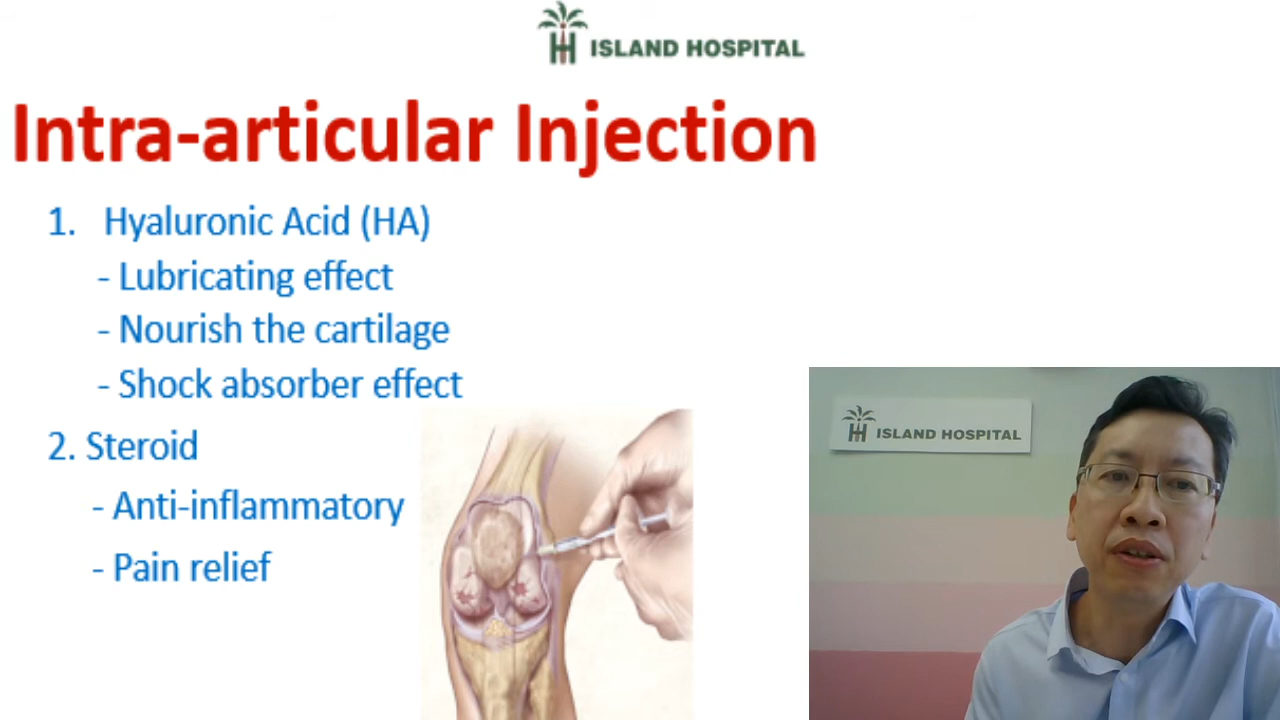 ISLAND HOSPITAL
Intra-articular Injection
1. Hyaluronic Acid (HA)
- Lubricating effect
- Nourish the cartilage
- Shock absorber effect
2. Steroid
- Anti-inflammatory
- Pain relief
ISLAND HOSPITAL